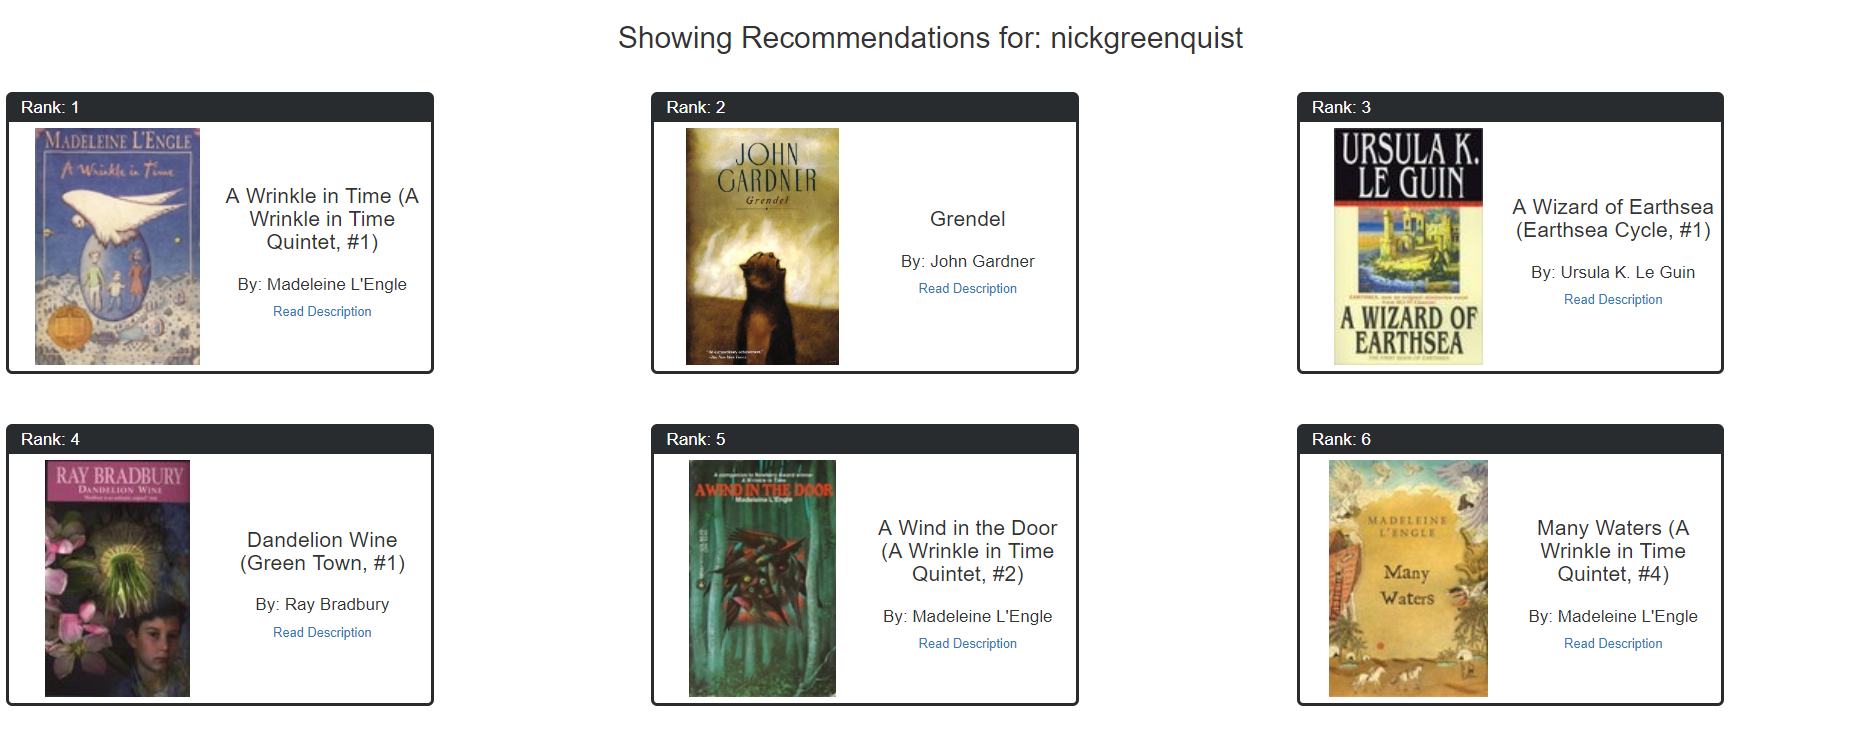 Showing Recommendations for: nickgreenquist
Rank: 1
MADELEINE L'ENGLE
A Wrinkle in Time
A Wrinkle in Time (A
Wrinkle in Time
Quintet, #1)
By: Madeleine L'Engle
Read Description
Rank: 2
JOHN
GARDNER
Grendel
Grendel
By: John Gardner
Read Description
Rank: 3
URSULA K.
LE GUIN
A WIZARD OF
EARTHSEA
A Wizard of Earthsea
(Earthsea Cycle, #1)
By: Ursula K. Le Guin
Read Description
Rank: 4
RAY BRADBURY
DANDELION WINE
Dandelion Wine
(Green Town, #1)
By: Ray Bradbury
Read Description
Rank: 5
A WIND IN THE DOOR
Madeleine L'Engle
A Wind in the Door
(A Wrinkle in Time
Quintet, #2)
By: Madeleine L'Engle
Read Description
Rank: 6
MADELEINE
L'ENGLE
Many
Waters
Many Waters (A
Wrinkle in Time
Quintet, #4)
By: Madeleine L'Engle
Read Description